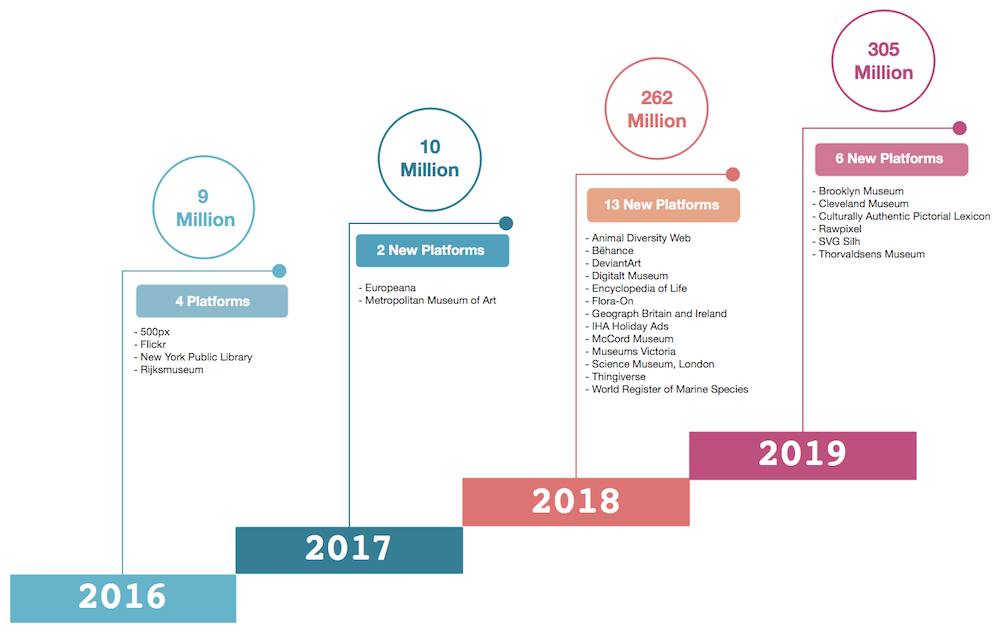 9
Million
4 Platforms
- 500px
- Flickr
- New York Public Library
- Rijksmuseum
2016
10
Million
2 New Platforms
- Europeana
- Metropolitan Museum of Art
2017
262
Million
13 New Platforms
- Animal Diversity Web
- Bēhance
- DeviantArt
- Digitalt Museum
- Encyclopedia of Life
- Flora-On
- Geograph Britain and Ireland
- IHA Holiday Ads
- McCord Museum
- Museums Victoria
- Science Museum, London
- Thingiverse
- World Register of Marine Species
2018
305
Million
6 New Platforms
- Brooklyn Museum
- Cleveland Museum
- Culturally Authentic Pictorial Lexicon
- Rawpixel
- SVG Silh
- Thorvaldsens Museum
2019